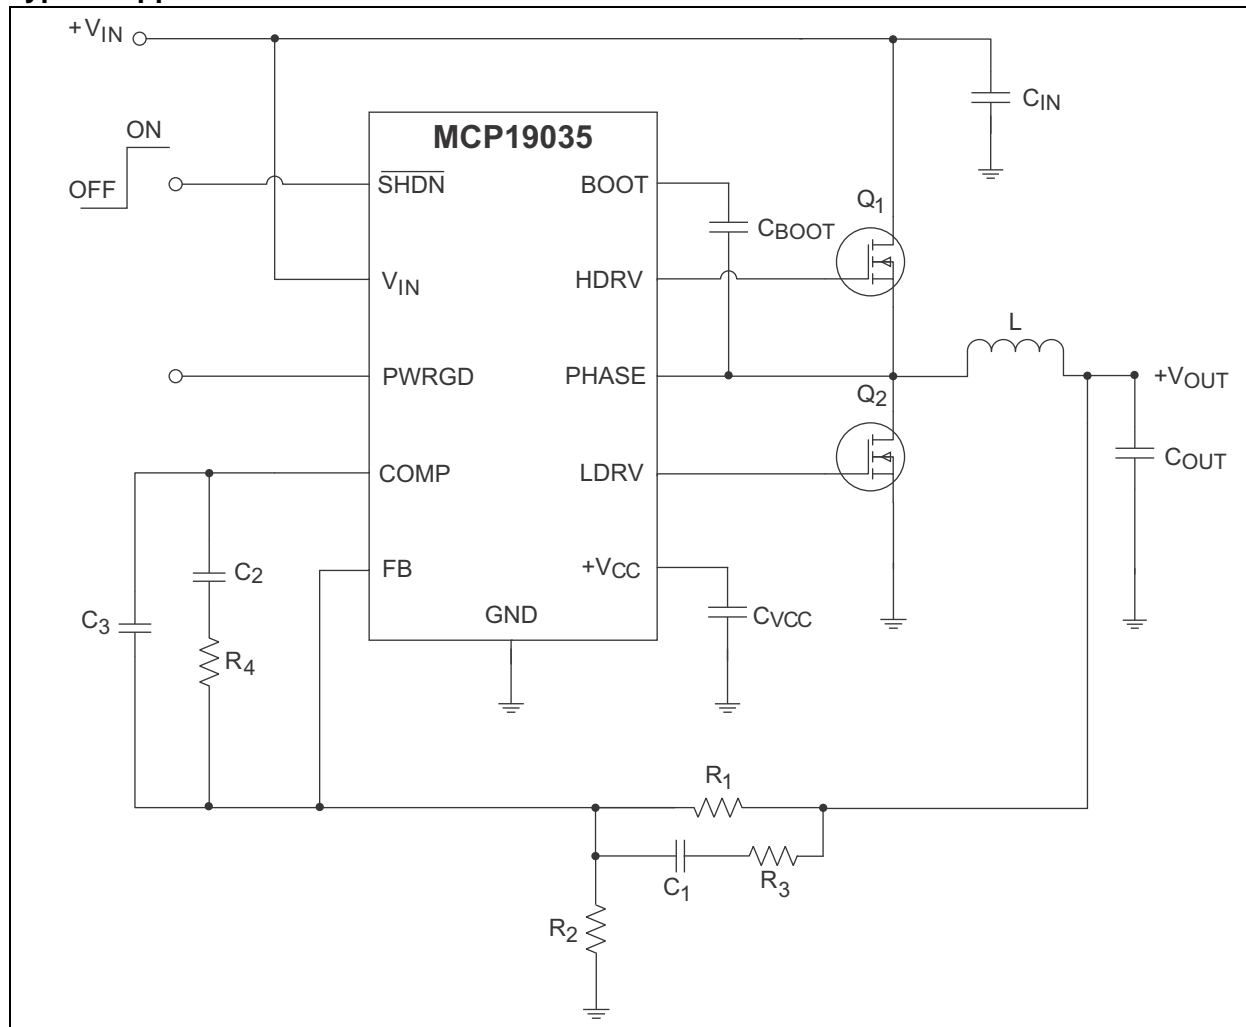 +VIN
CIN
ON
OFF
MCP19035
SHDN
BOOT
Q1
CBOOT
VIN
HDRV
L
PWRGD
PHASE
+VOUT
Q2
COMP
LDRV
COUT
C2
FB
+VCC
C3
GND
CVCC
R4
R1
C1
R3
R2